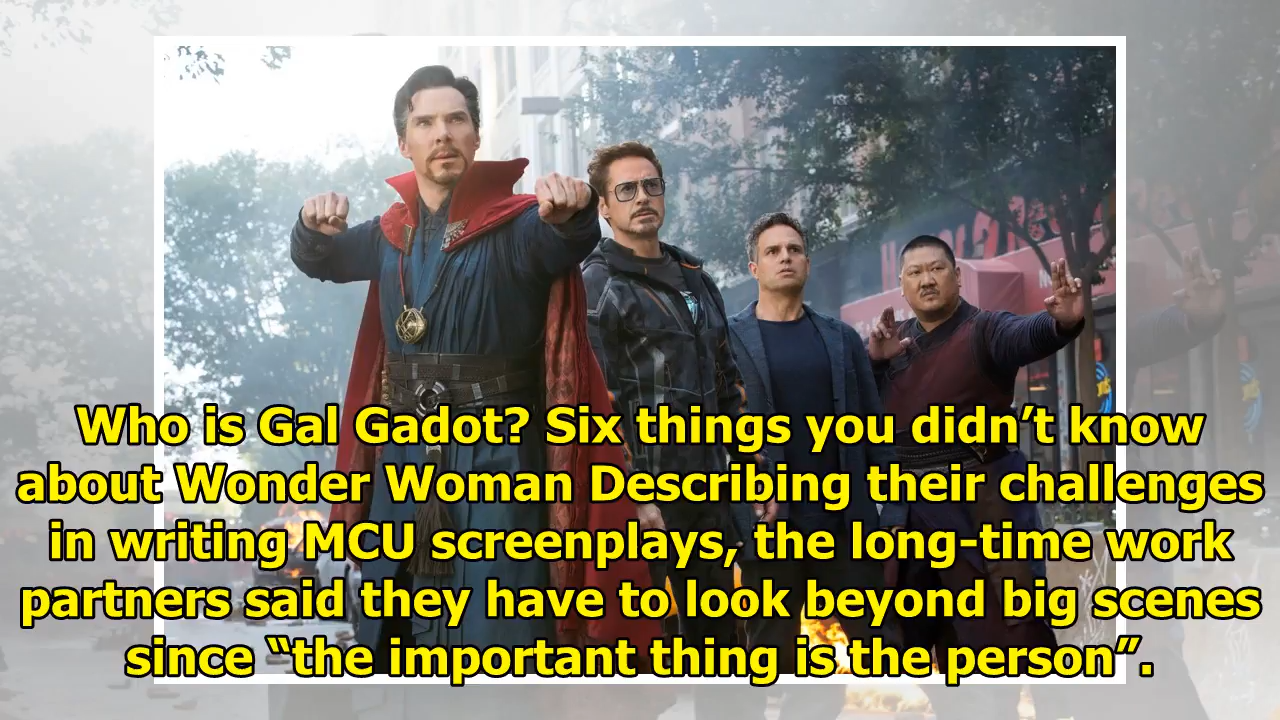 Who is Gal Gadot? Six things you didn’t know
about Wonder Woman Describing their challenges
in writing MCU screenplays, the long-time work
partners said they have to look beyond big scenes
since “the important thing is the person”.